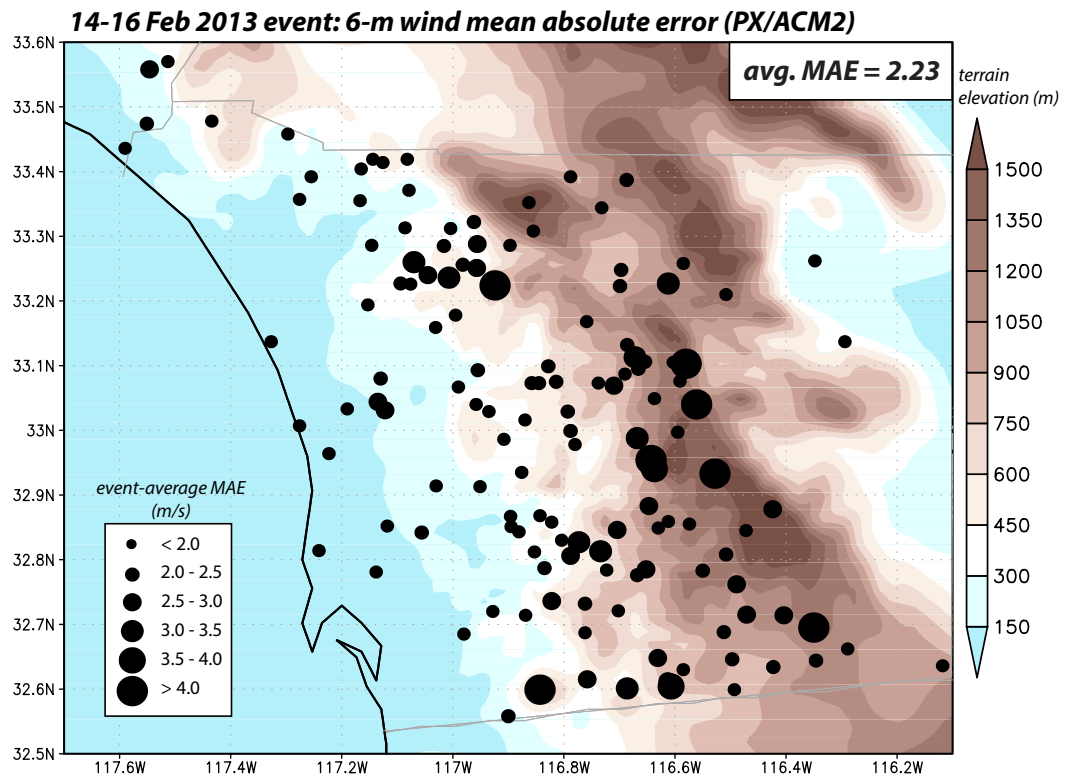 14-16 Feb 2013 event: 6-m wind mean absolute error (PX/ACM2)
avg. MAE = 2.23
terrain
elevation (m)
1500
1350
1200
1050
900
750
600
450
300
150
33.6N
33.5N
33.4N
33.3N
33.2N
33.1N
33N
32.9N
32.8N
32.7N
32.6N
32.5N
event-average MAE
(m/s)
< 2.0
2.0 - 2.5
2.5 - 3.0
3.0 - 3.5
3.5 - 4.0
> 4.0
117.6W 117.4W 117.2W 117W 116.8W 116.6W 116.4W 116.2W